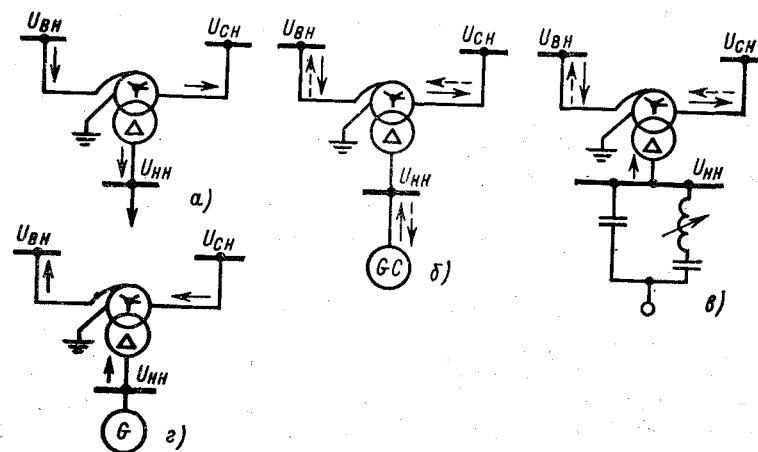 U_ВН
U_СН
U_НН
а)
U_ВН
U_СН
U_НН
GC
б)
U_ВН
U_СН
U_НН
в)
U_ВН
U_СН
U_НН
G
г)